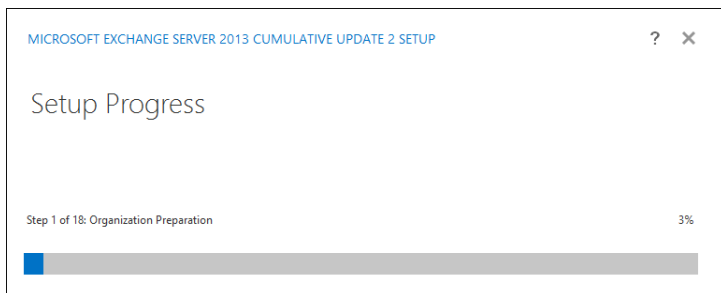 MICROSOFT EXCHANGE SERVER 2013 CUMULATIVE UPDATE 2 SETUP ?
Setup Progress
Step 1 of 18: Organization Preparation 3%